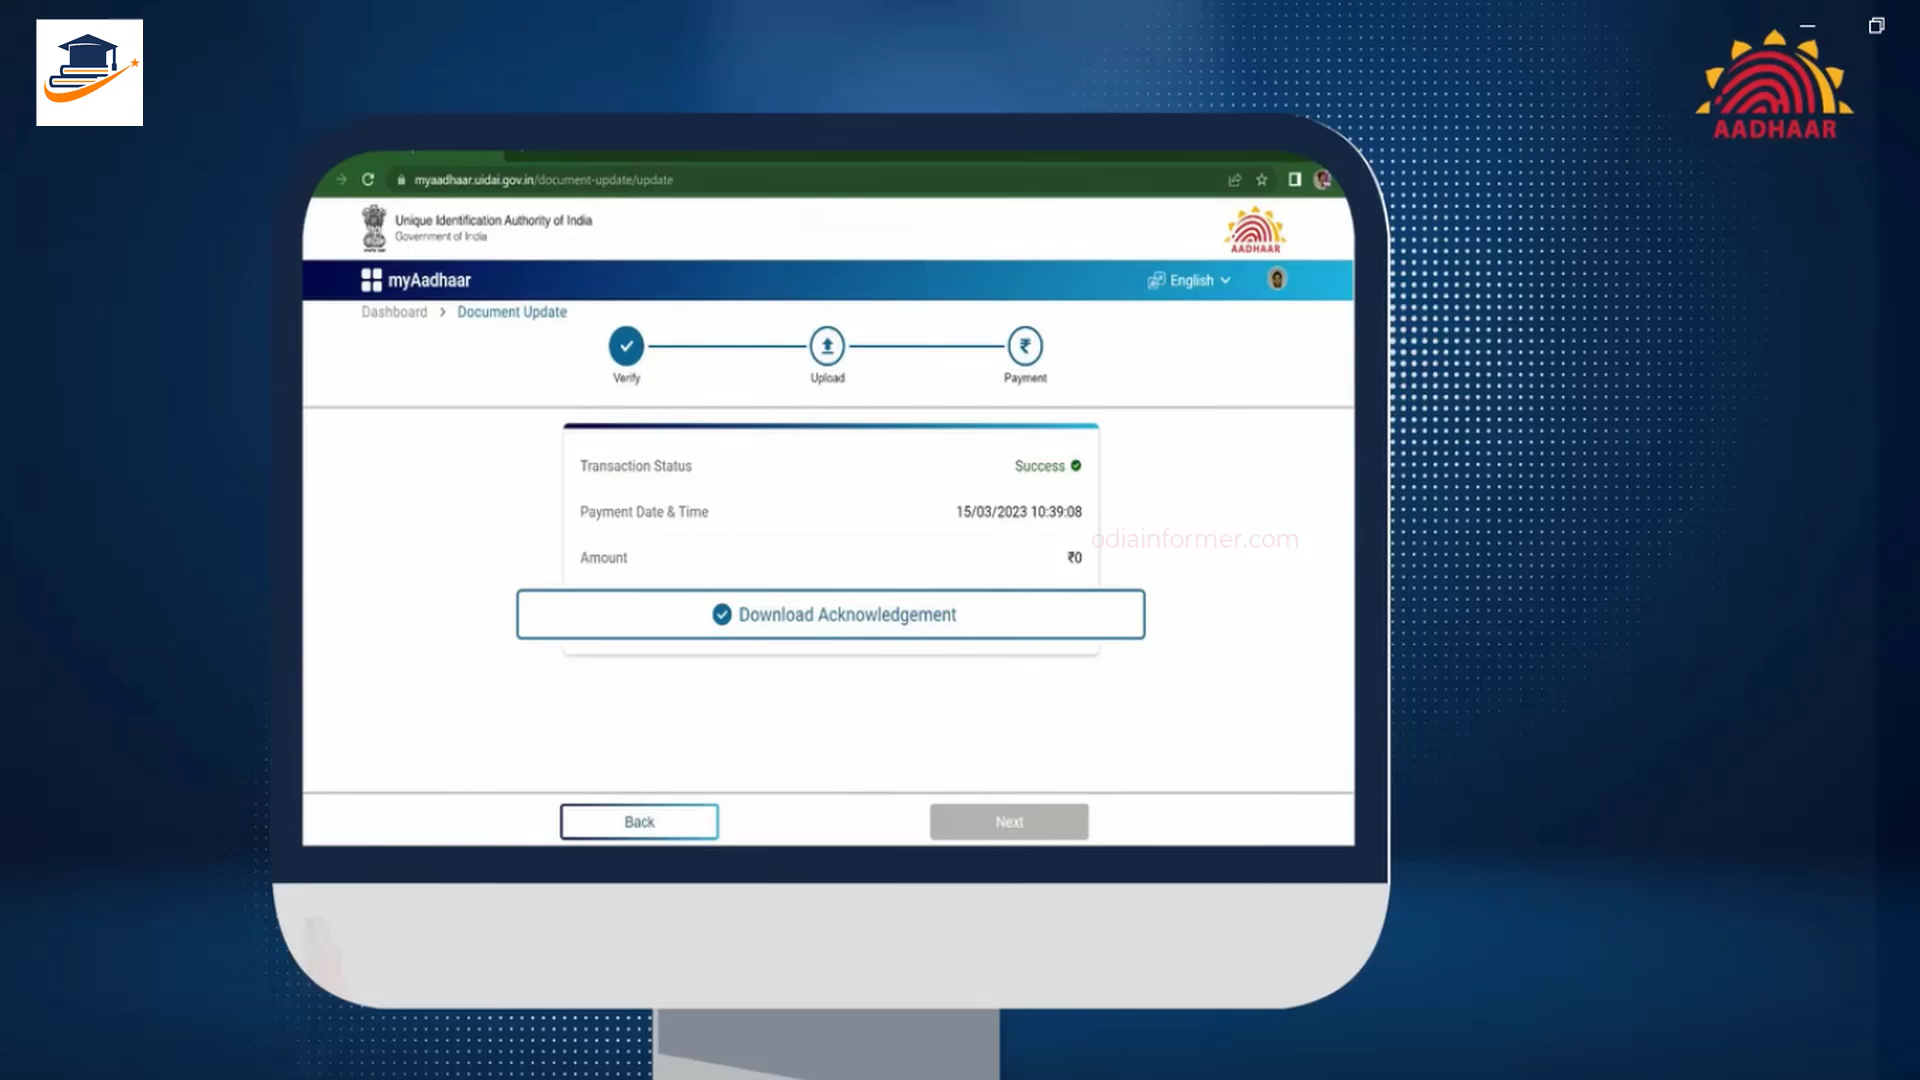 AADHAAR
myaadhaar.uidai.gov.in/document-update/update
Unique Identification Authority of India
Government of India
AADHAAR
myAadhaar
English
Dashboard > Document Update
Verify
Upload
Payment
Transaction Status
Success
Payment Date & Time
15/03/2023 10:39:08
odiainformer.com
Amount
₹0
Download Acknowledgement
Back
Next